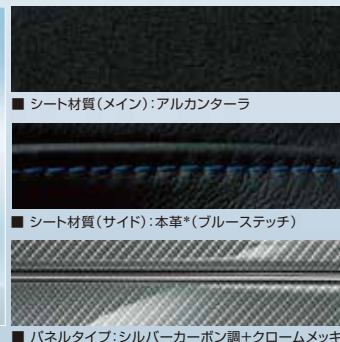 ■ シート材質(メイン):アルカンターラ
■ シート材質(サイド):本革*(ブルーステッチ)
■ パネルタイプ:シルバーカーボン調+クロームメッキ